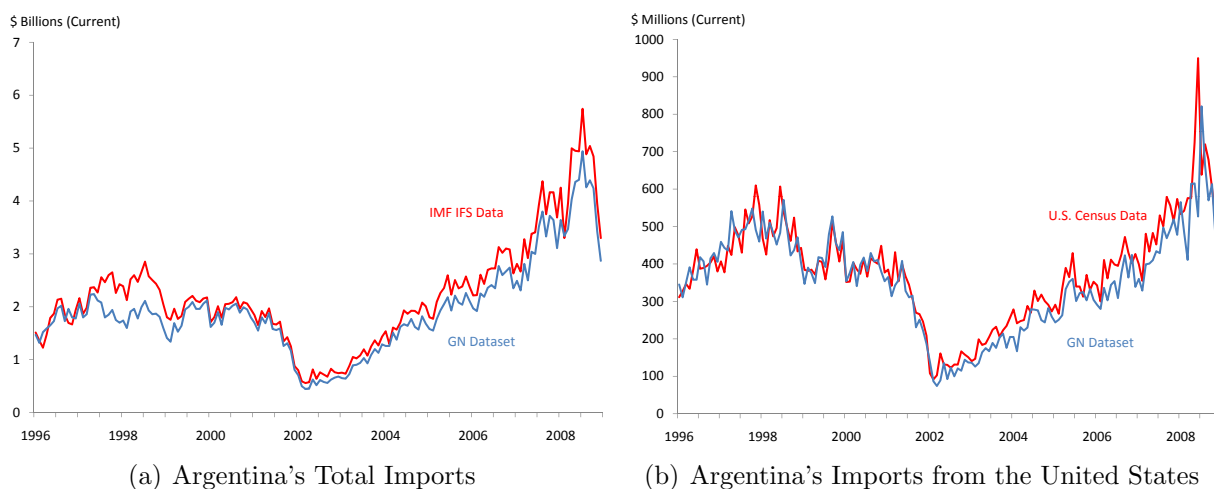 $ Billions (Current)
7
6
5
4
3
2
1
0
IMF IFS Data
GN Dataset
1996 1998 2000 2002 2004 2006 2008
(a) Argentina's Total Imports
$ Millions (Current)
1000
900
800
700
600
500
400
300
200
100
0
U.S. Census Data
GN Dataset
1996 1998 2000 2002 2004 2006 2008
(b) Argentina's Imports from the United States